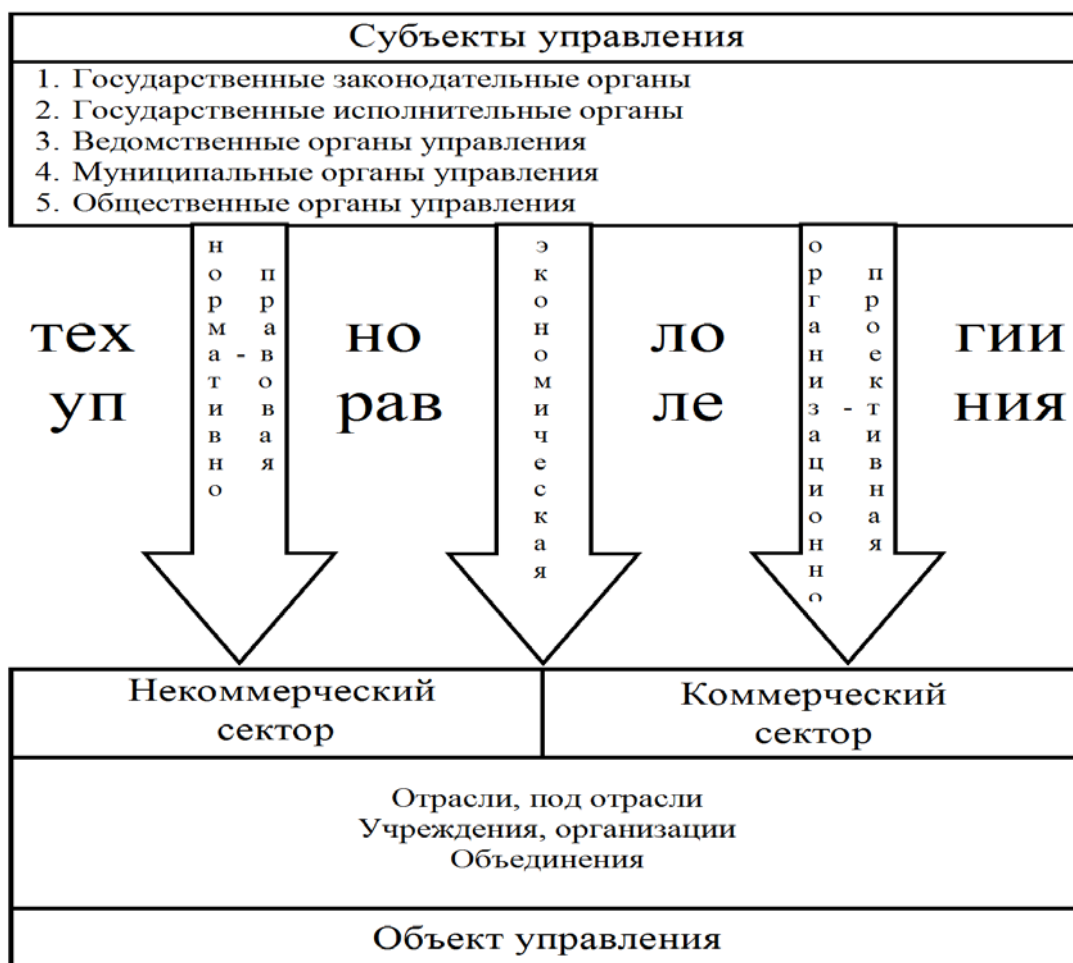 Субъекты управления
1. Государственные законодательные органы
2. Государственные исполнительные органы
3. Ведомственные органы управления
4. Муниципальные органы управления
5. Общественные органы управления
нормативно
-
правовая
экономическая
организационно
-
проективная
тех но ло гии
уп рав ле ния
Некоммерческий
сектор
Коммерческий
сектор
Отрасли, под отрасли
Учреждения, организации
Объединения
Объект управления